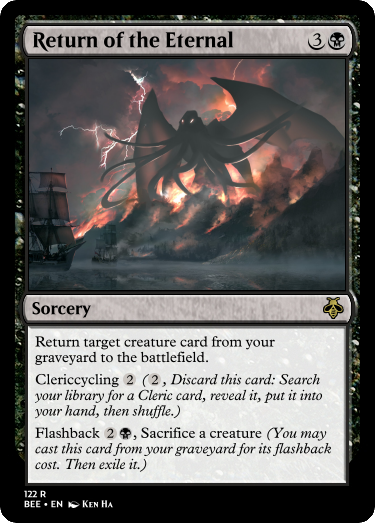 Return of the Eternal 3
Sorcery
Return target creature card from your
graveyard to the battlefield.
Clericcycling 2 (2, Discard this card: Search
your library for a Cleric card, reveal it, put it into
your hand, then shuffle.)
Flashback 2, Sacrifice a creature (You may
cast this card from your graveyard for its flashback
cost. Then exile it.)
122 R
BEE • EN Ken Ha